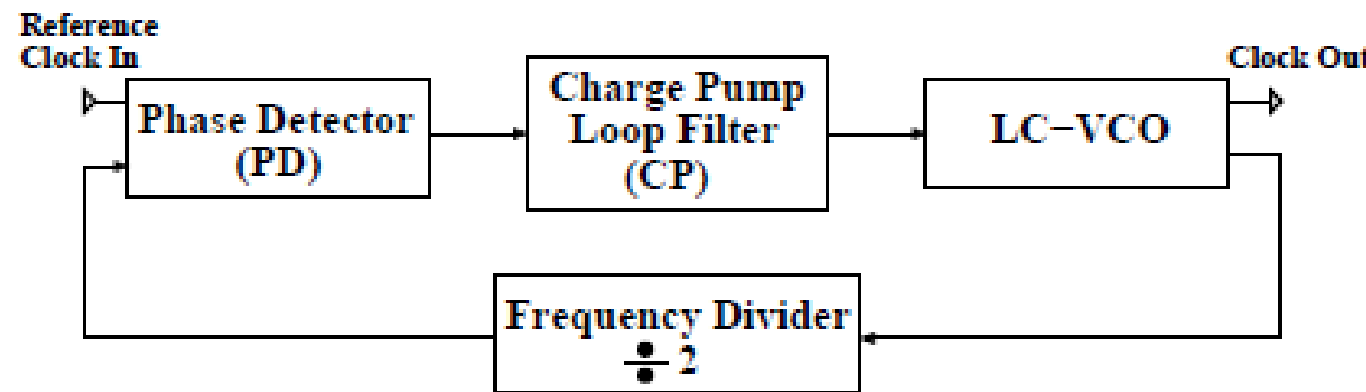 Reference
Clock In
Phase Detector
(PD)
Charge Pump
Loop Filter
(CP)
LC−VCO
Clock Out
Frequency Divider
÷ 2